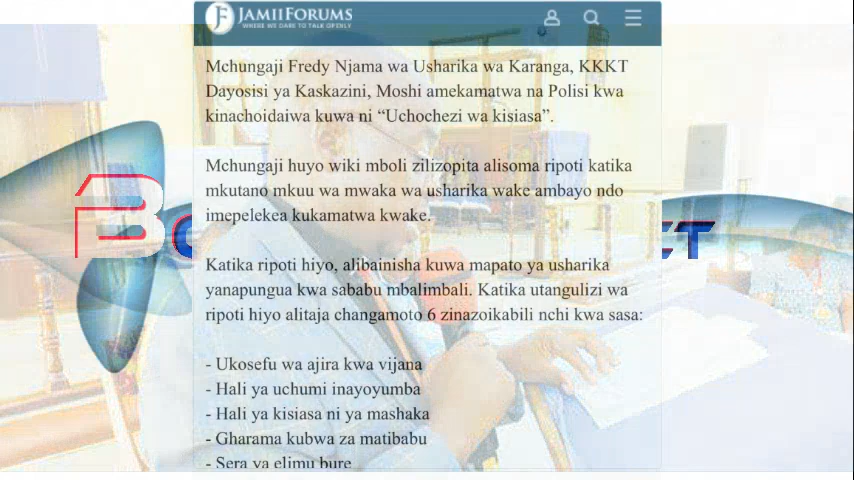 JAMIIFORUMS
WHERE WE DARE TO TALK OPENLY
Mchungaji Fredy Njama wa Usharika wa Karanga, KKKT
Dayosisi ya Kaskazini, Moshi amekamatwa na Polisi kwa
kinachoidaiwa kuwa ni “Uchochezi wa kisiasa”.
Mchungaji huyo wiki mboli zilizopita alisoma ripoti katika
mkutano mkuu wa mwaka wa usharika wake ambayo ndo
imepelekea kukamatwa kwake.
Katika ripoti hiyo, alibainisha kuwa mapato ya usharika
yanapungua kwa sababu mbalimbali. Katika utangulizi wa
ripoti hiyo alitaja changamoto 6 zinazoikabili nchi kwa sasa:
- Ukosefu wa ajira kwa vijana
- Hali ya uchumi inayoyumba
- Hali ya kisiasa ni ya mashaka
- Gharama kubwa za matibabu
- Sera ya elimu bure